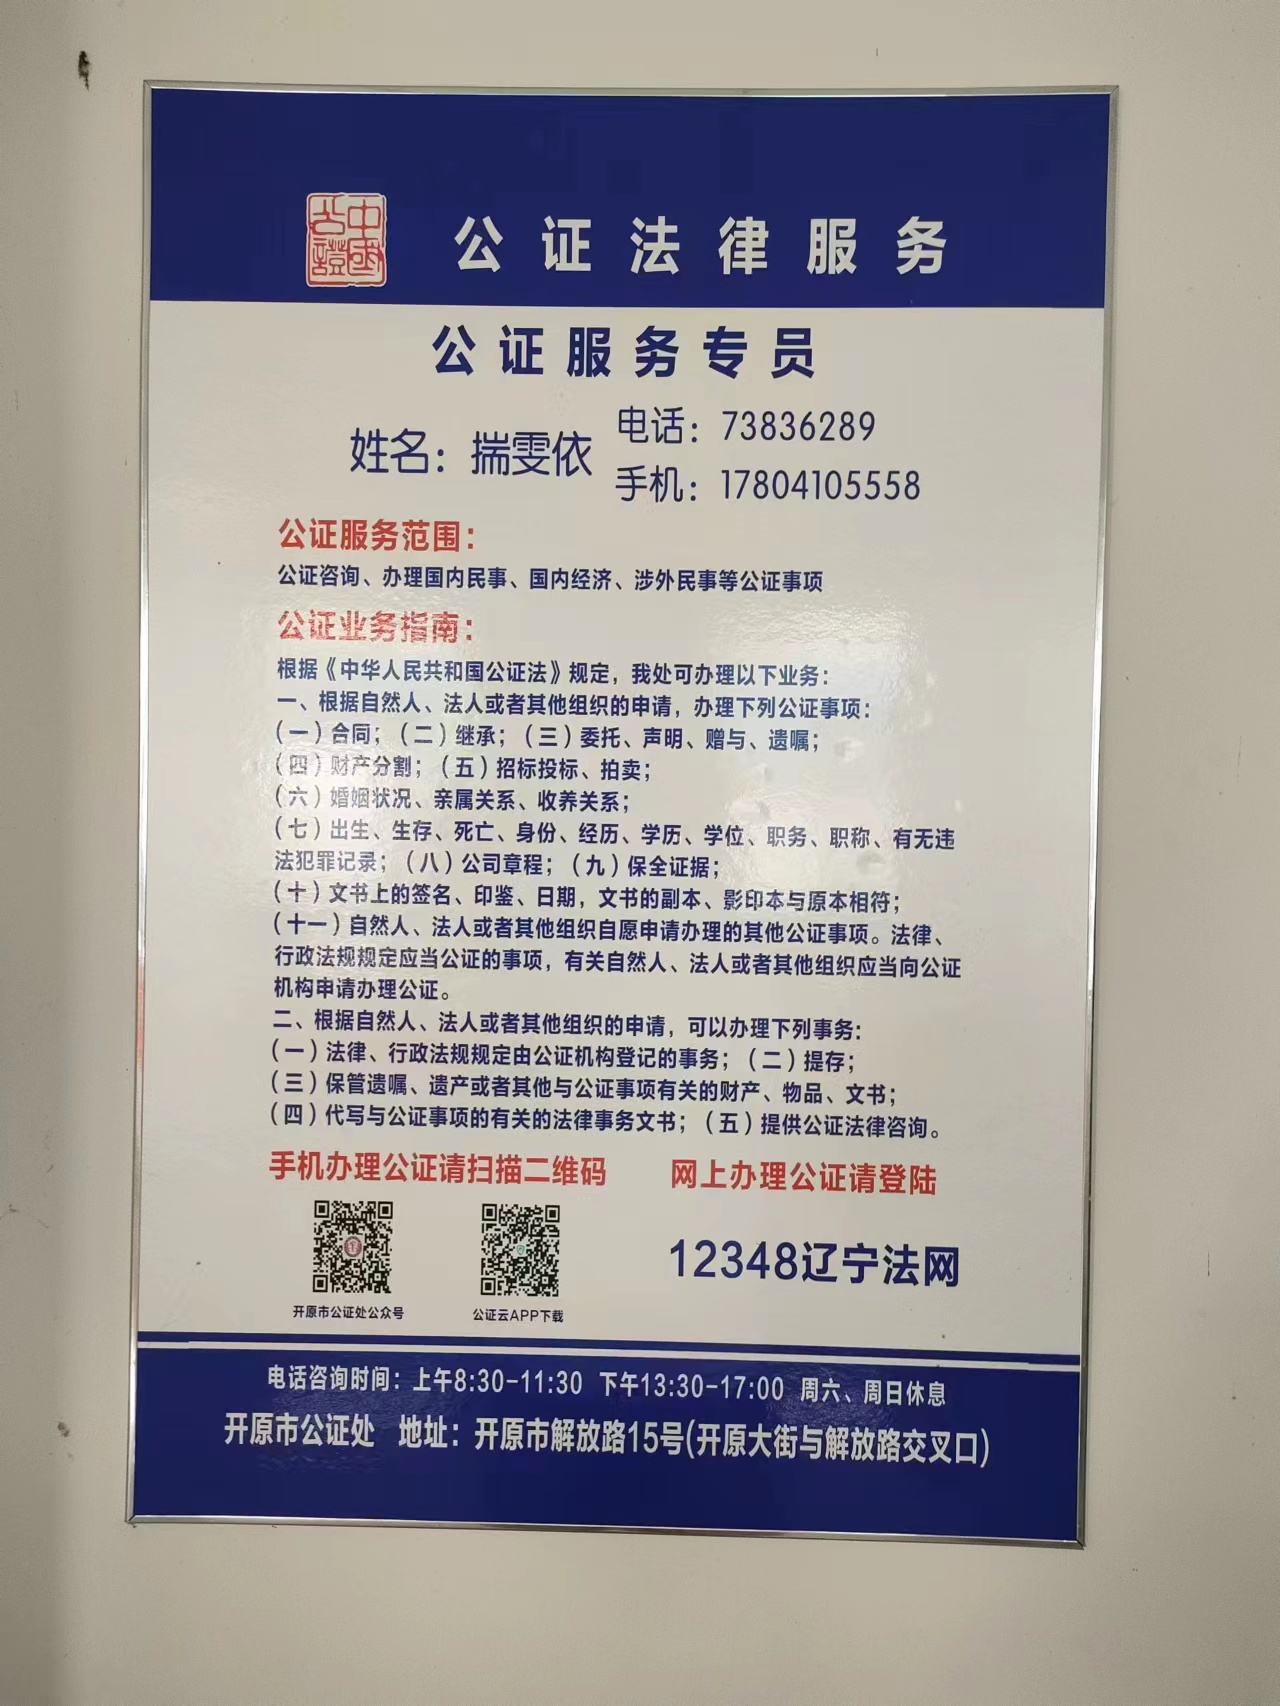 中國公證
公证法律服务
公证服务专员
姓名：揣雯依
电话：73836289
手机：17804105558
公证服务范围：
公证咨询、办理国内民事、国内经济、涉外民事等公证事项
公证业务指南：
根据《中华人民共和国公证法》规定，我处可办理以下业务：
一、根据自然人、法人或者其他组织的申请，办理下列公证事项：
（一）合同；（二）继承；（三）委托、声明、赠与、遗嘱；
（四）财产分割；（五）招标投标、拍卖；
（六）婚姻状况、亲属关系、收养关系；
（七）出生、生存、死亡、身份、经历、学历、学位、职务、职称、有无违
法犯罪记录；（八）公司章程；（九）保全证据；
（十）文书上的签名、印鉴、日期，文书的副本、影印本与原本相符；
（十一）自然人、法人或者其他组织自愿申请办理的其他公证事项。法律、
行政法规规定应当公证的事项，有关自然人、法人或者其他组织应当向公证
机构申请办理公证。
二、根据自然人、法人或者其他组织的申请，可以办理下列事务：
（一）法律、行政法规规定由公证机构登记的事务；（二）提存；
（三）保管遗嘱、遗产或者其他与公证事项有关的财产、物品、文书；
（四）代写与公证事项的有关的法律事务文书；（五）提供公证法律咨询。
手机办理公证请扫描二维码
网上办理公证请登陆
12348辽宁法网
开原市公证处公众号
公证云APP下载
电话咨询时间：上午8:30-11:30 下午13:30-17:00 周六、周日休息
开原市公证处 地址：开原市解放路15号(开原大街与解放路交叉口)